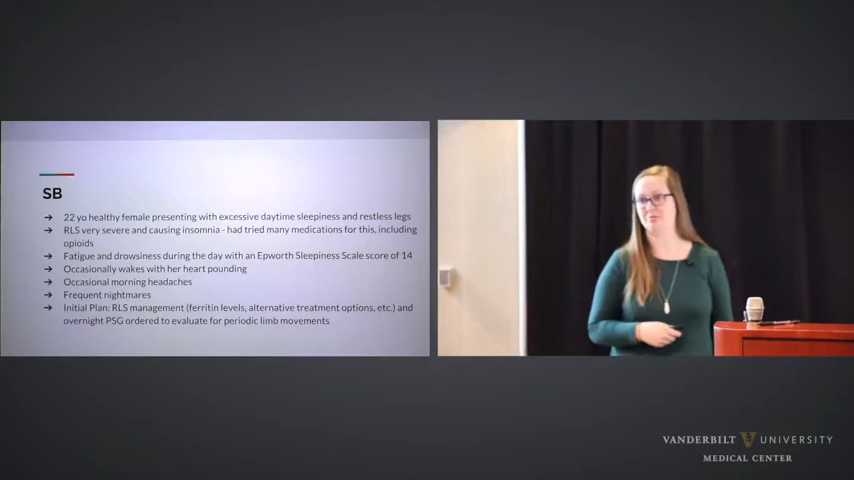 SB
➔ 22 yo healthy female presenting with excessive daytime sleepiness and restless legs
➔ RLS very severe and causing insomnia - had tried many medications for this, including
opioids
➔ Fatigue and drowsiness during the day with an Epworth Sleepiness Scale score of 14
➔ Occasionally wakes with her heart pounding
➔ Occasional morning headaches
➔ Frequent nightmares
➔ Initial Plan: RLS management (ferritin levels, alternative treatment options, etc.) and
overnight PSG ordered to evaluate for periodic limb movements
VANDERBILT V UNIVERSITY
MEDICAL CENTER